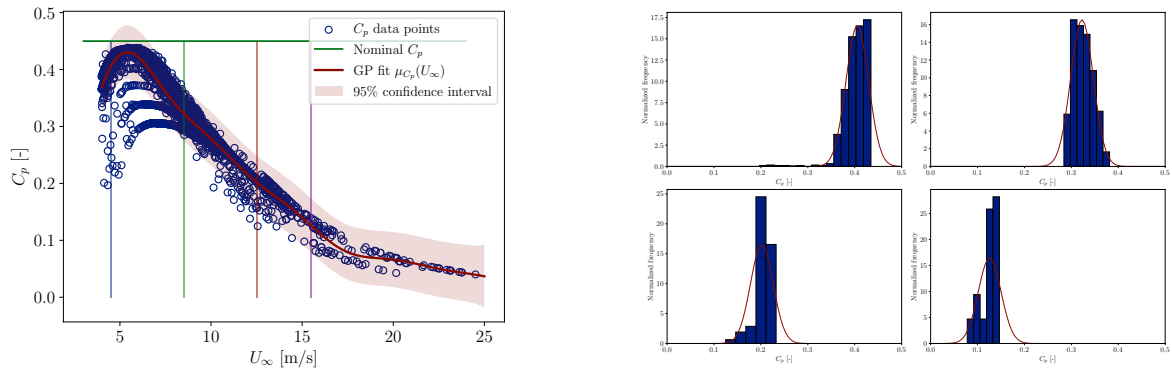 0.5
0.4
0.3
0.2
0.1
0.0
C_p [-]
5
10
15
20
25
U_∞ [m/s]
C_p data points
Nominal C_p
GP fit μ_{C_p}(U_∞)
95% confidence interval
17.5
15.0
12.5
10.0
7.5
5.0
2.5
0.0
Normalized frequency
0.0 0.1 0.2 0.3 0.4 0.5
C_p [-]
16
14
12
10
8
6
4
2
0
Normalized frequency
0.0 0.1 0.2 0.3 0.4 0.5
C_p [-]
25
20
15
10
5
0
Normalized frequency
0.0 0.1 0.2 0.3 0.4 0.5
C_p [-]
25
20
15
10
5
0
Normalized frequency
0.0 0.1 0.2 0.3 0.4 0.5
C_p [-]